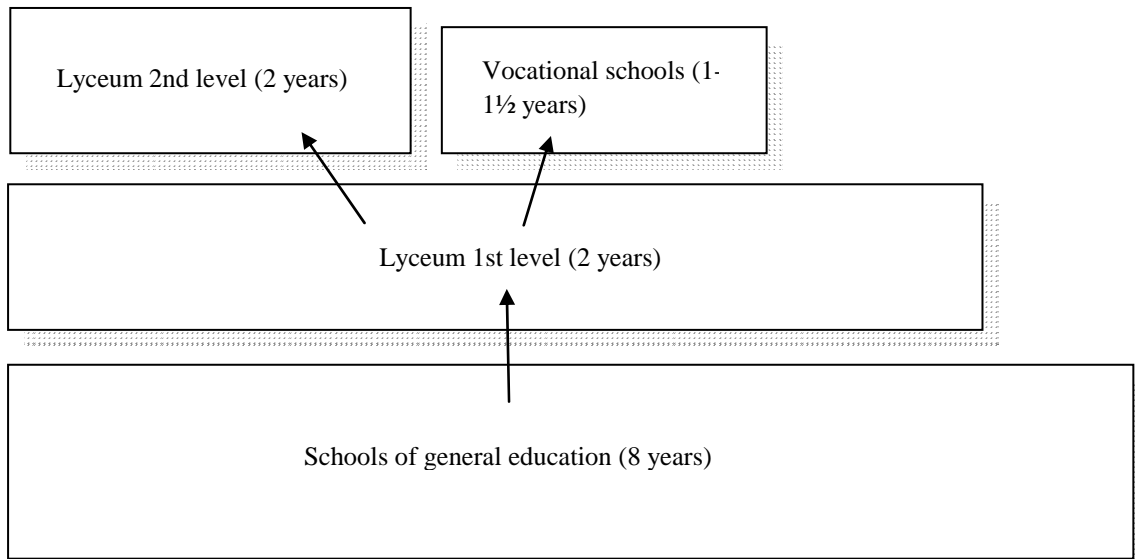 Lyceum 2nd level (2 years)
Vocational schools (1-
1½ years)
Lyceum 1st level (2 years)
Schools of general education (8 years)